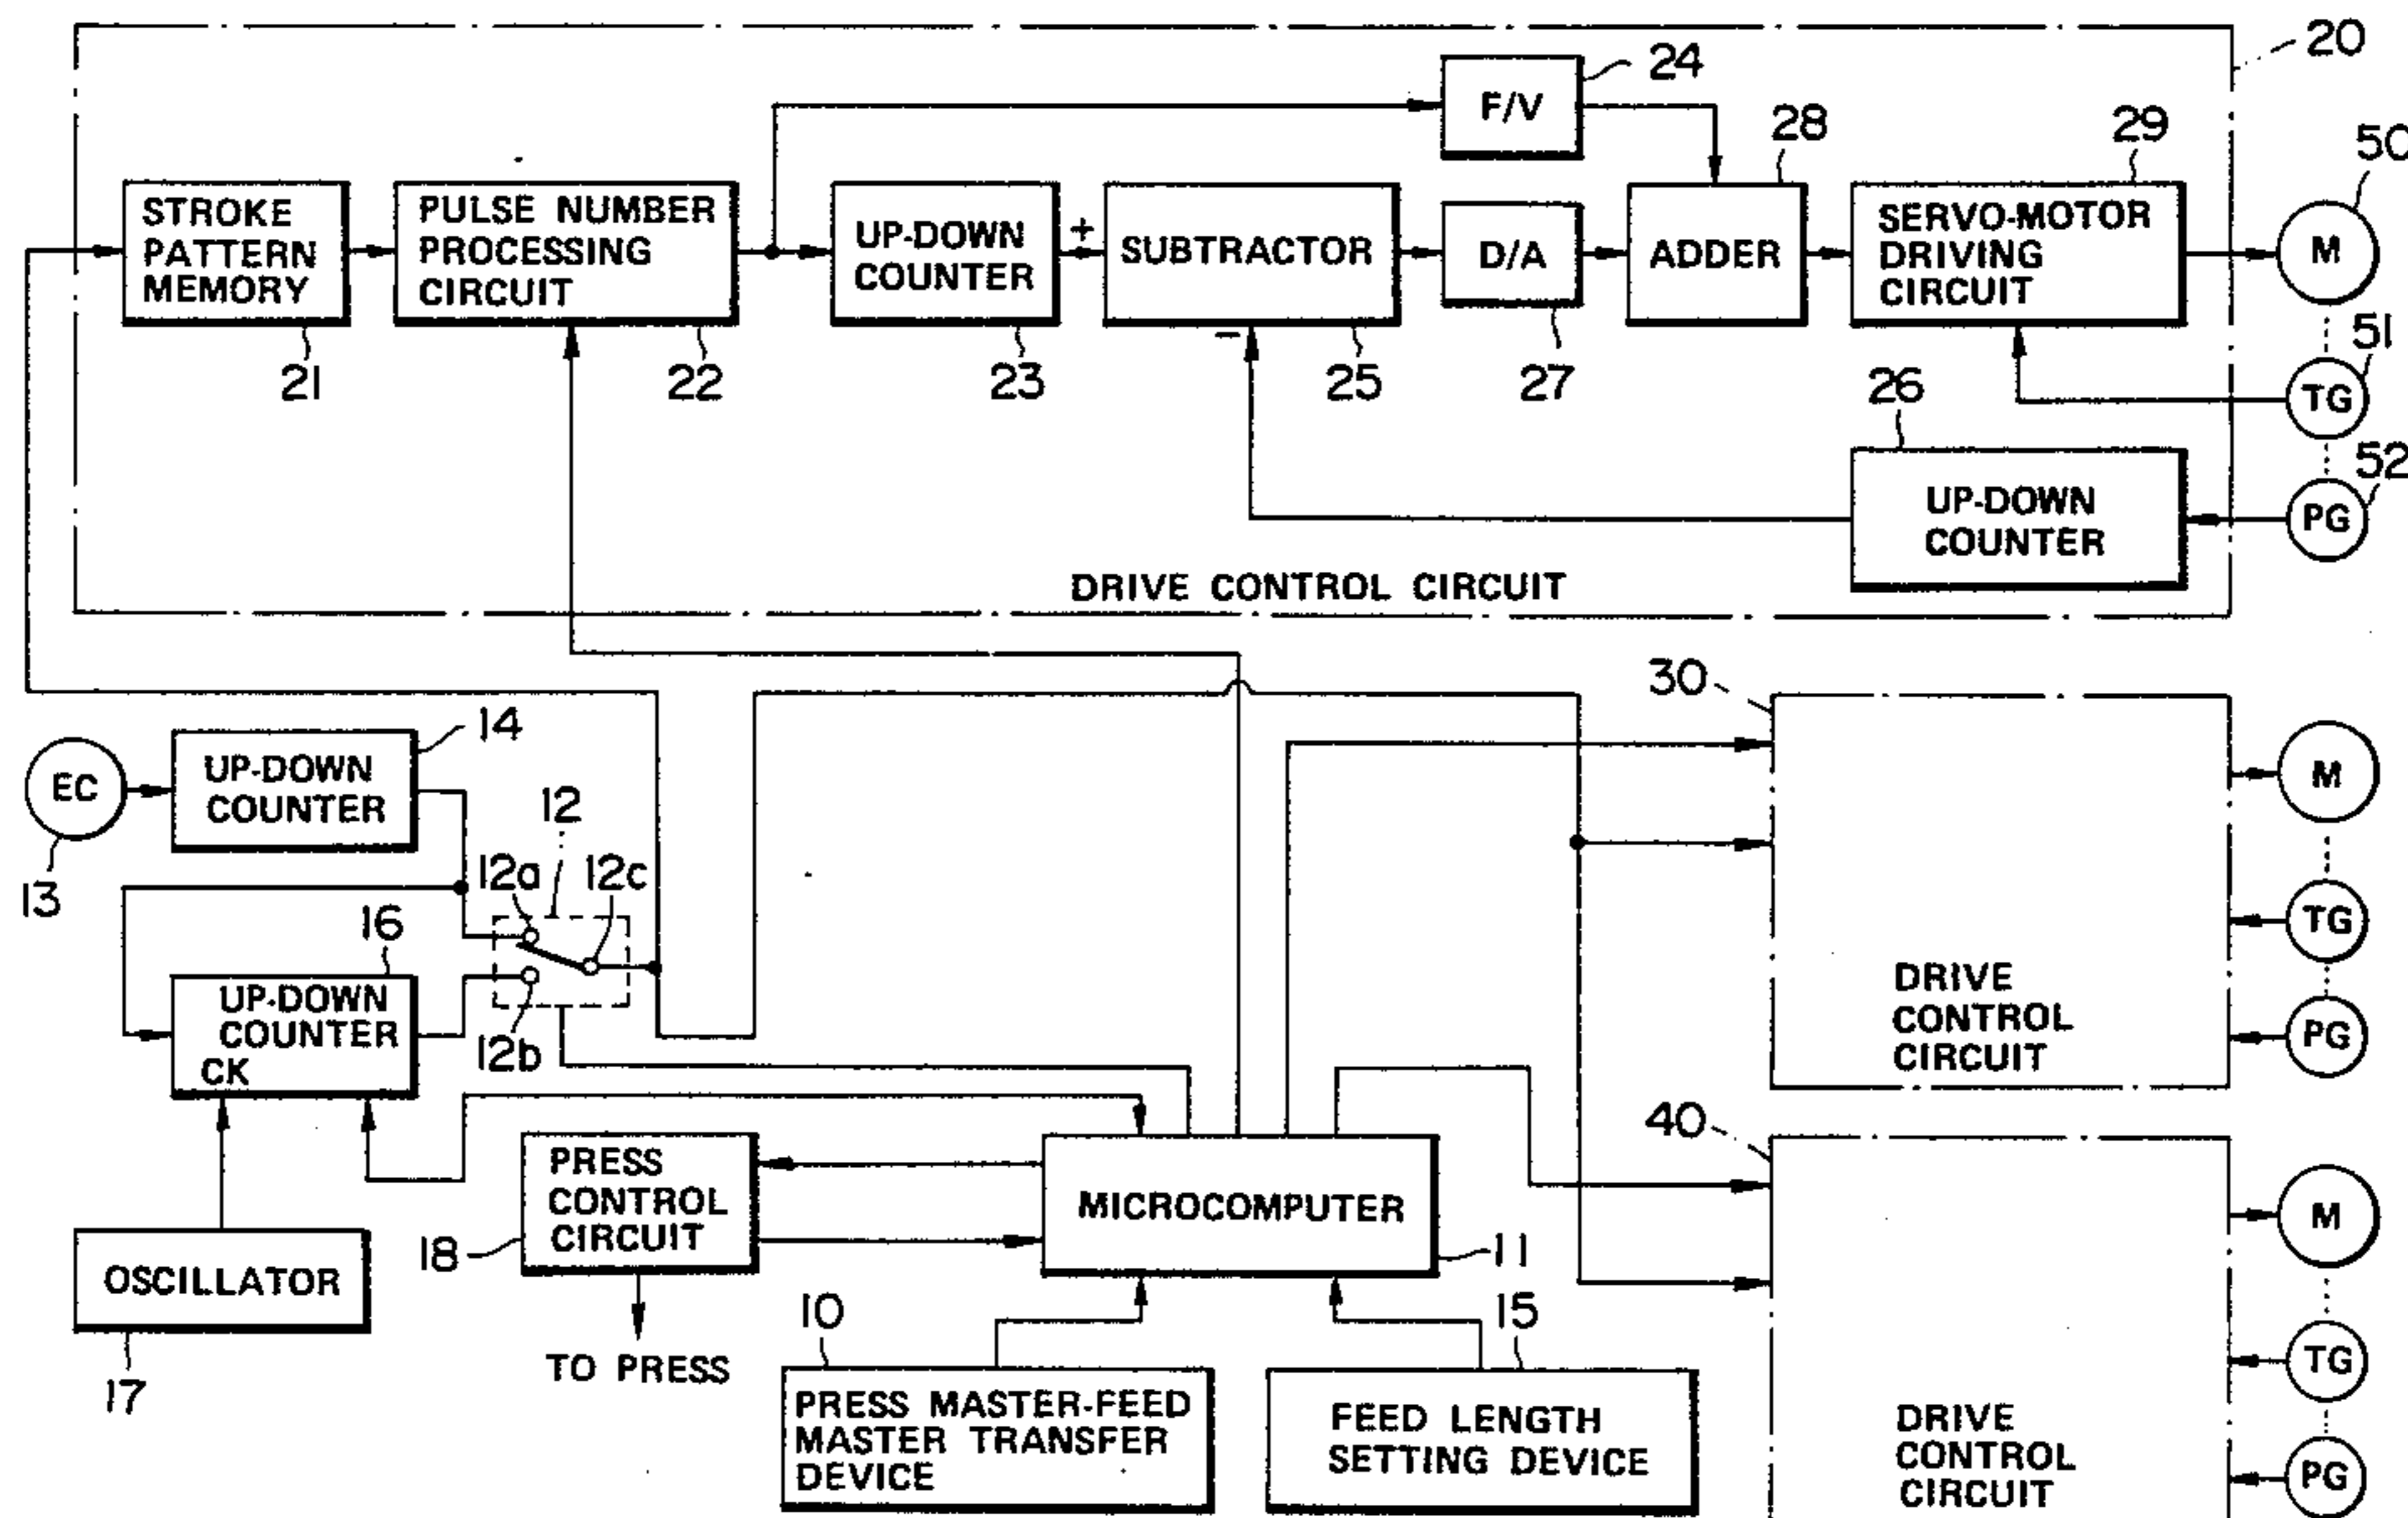 20
24
F/V
28
29
50
STROKE
PATTERN
MEMORY
21
PULSE NUMBER
PROCESSING
CIRCUIT
22
UP-DOWN
COUNTER
23
+
SUBTRACTOR
-
25
D/A
27
ADDER
SERVO-MOTOR
DRIVING
CIRCUIT
M
51
TG
26
52
UP-DOWN
COUNTER
PG
DRIVE CONTROL CIRCUIT
30
14
EC
13
UP-DOWN
COUNTER
12
12a
12c
12b
16
UP-DOWN
COUNTER
CK
M
TG
PG
DRIVE
CONTROL
CIRCUIT
40
PRESS
CONTROL
CIRCUIT
18
MICROCOMPUTER
11
OSCILLATOR
17
TO PRESS
10
PRESS MASTER-FEED
MASTER TRANSFER
DEVICE
15
FEED LENGTH
SETTING DEVICE
M
TG
PG
DRIVE
CONTROL
CIRCUIT